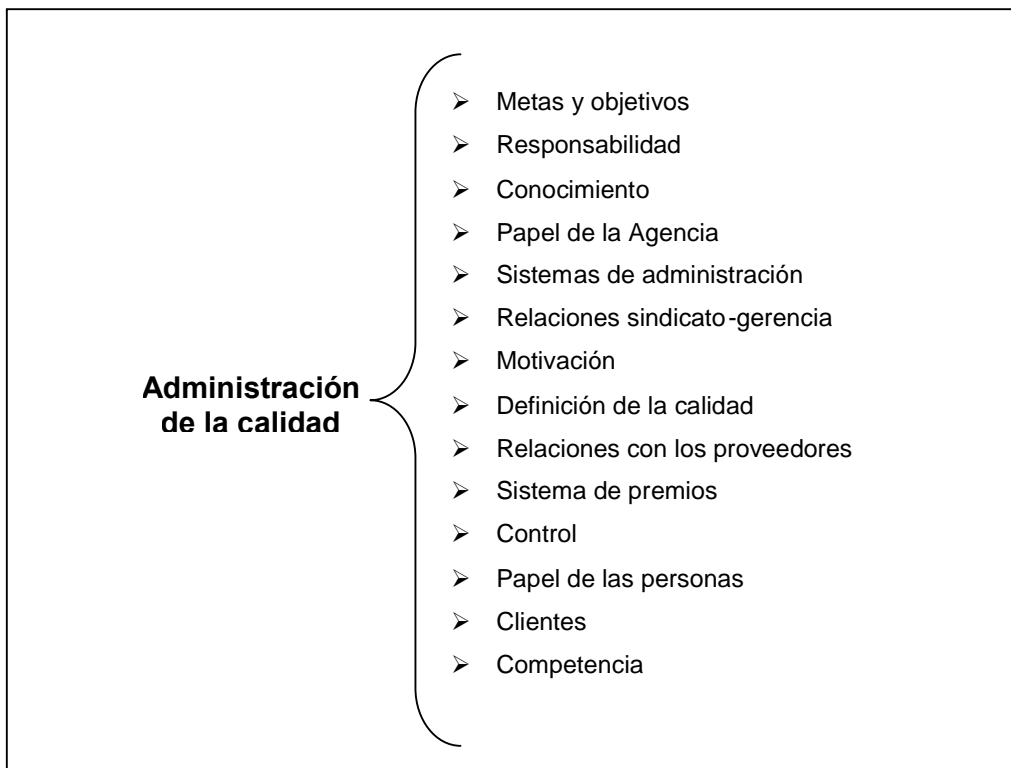 Metas y objetivos
Responsabilidad
Conocimiento
Papel de la Agencia
Sistemas de administración
Relaciones sindicato-gerencia
Motivación
Administración
de la calidad
Definición de la calidad
Relaciones con los proveedores
Sistema de premios
Control
Papel de las personas
Clientes
Competencia